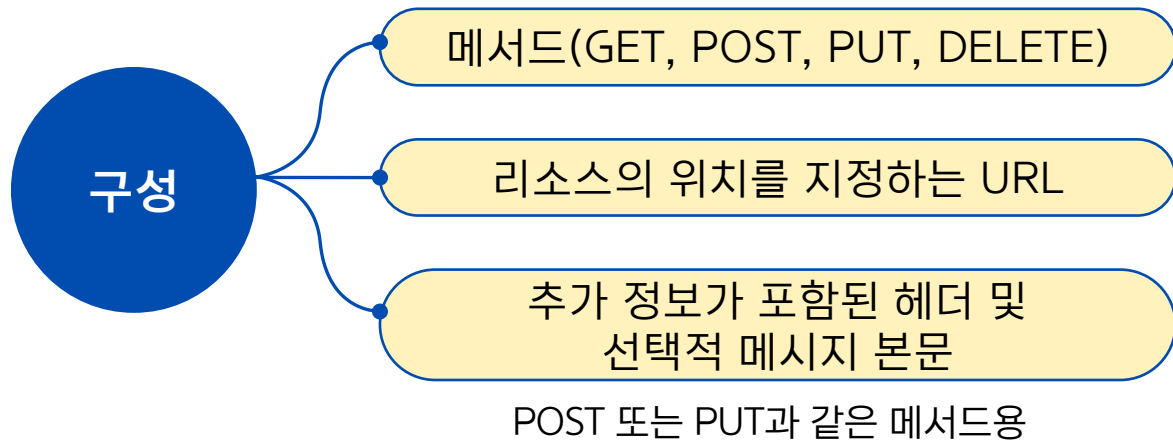 구성
메서드(GET, POST, PUT, DELETE)
리소스의 위치를 지정하는 URL
추가 정보가 포함된 헤더 및
선택적 메시지 본문
POST 또는 PUT과 같은 메서드용